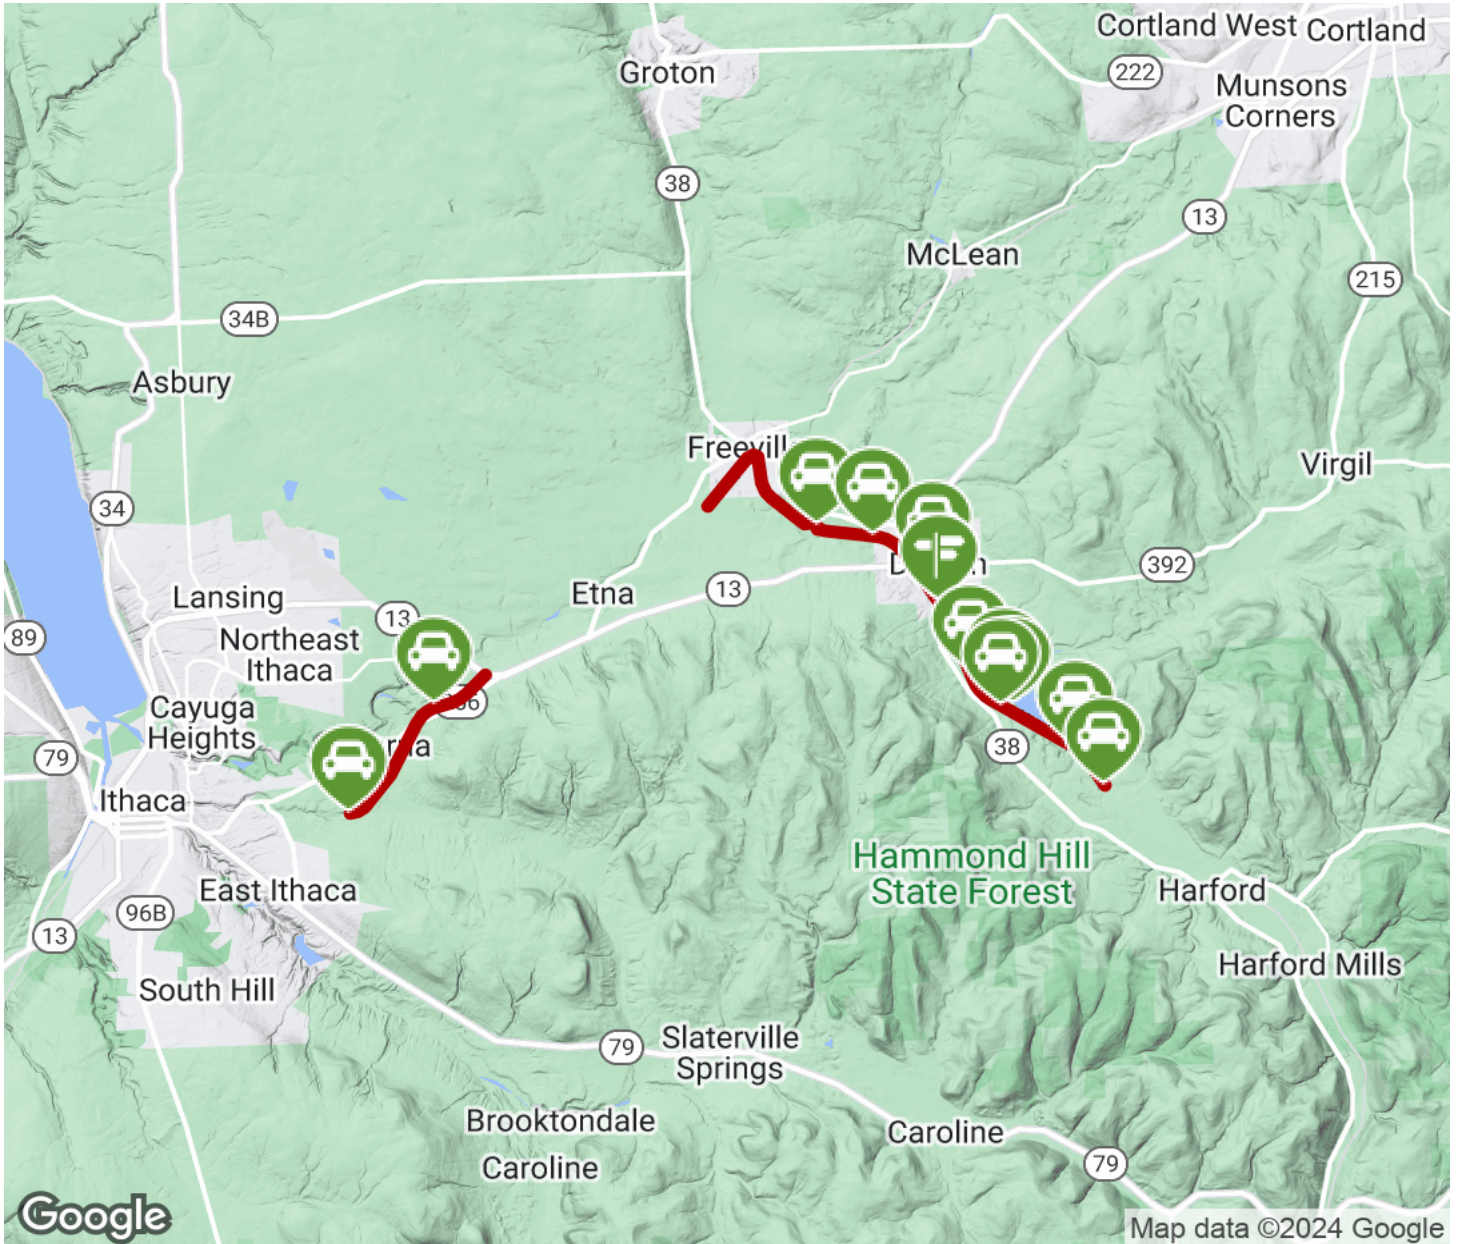 Cortland West
Cortland
222
Groton
Munsons
Corners
38
13
McLean
215
34B
Asbury
Virgil
34
392
Etna
13
Lansing
13
89
Northeast
Ithaca
Cayuga
Heights
79
38
Ithaca
Hammond Hill
State Forest
East Ithaca
Harford
96B
13
Harford Mills
South Hill
79
Slaterville
Springs
Brooktondale
Caroline
Caroline
79
Google
Map data ©2024 Google